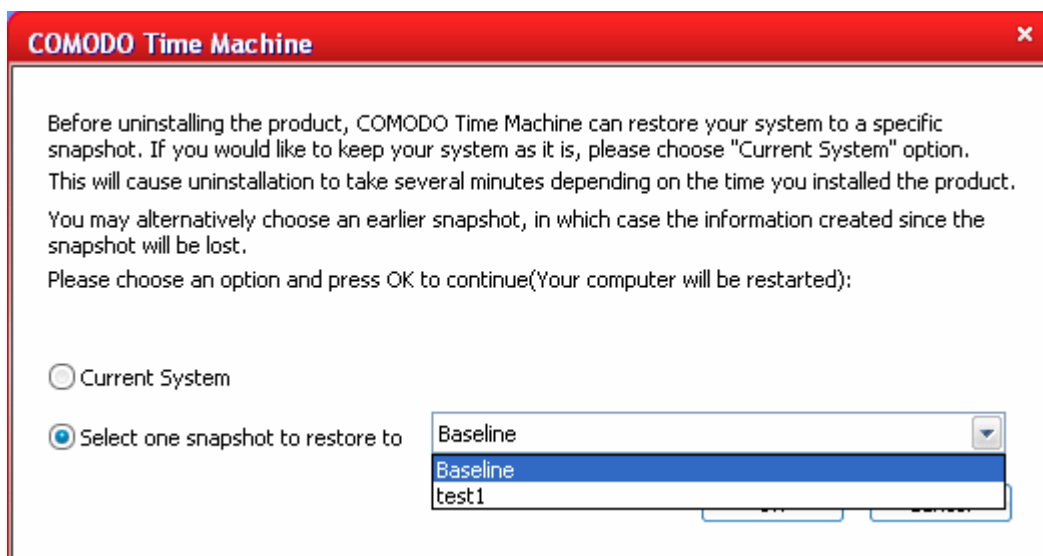 COMODO Time Machine
Before uninstalling the product, COMODO Time Machine can restore your system to a specific
snapshot. If you would like to keep your system as it is, please choose "Current System" option.
This will cause uninstallation to take several minutes depending on the time you installed the product.
You may alternatively choose an earlier snapshot, in which case the information created since the
snapshot will be lost.
Please choose an option and press OK to continue(Your computer will be restarted):
Current System
Select one snapshot to restore to
Baseline
Baseline
test1